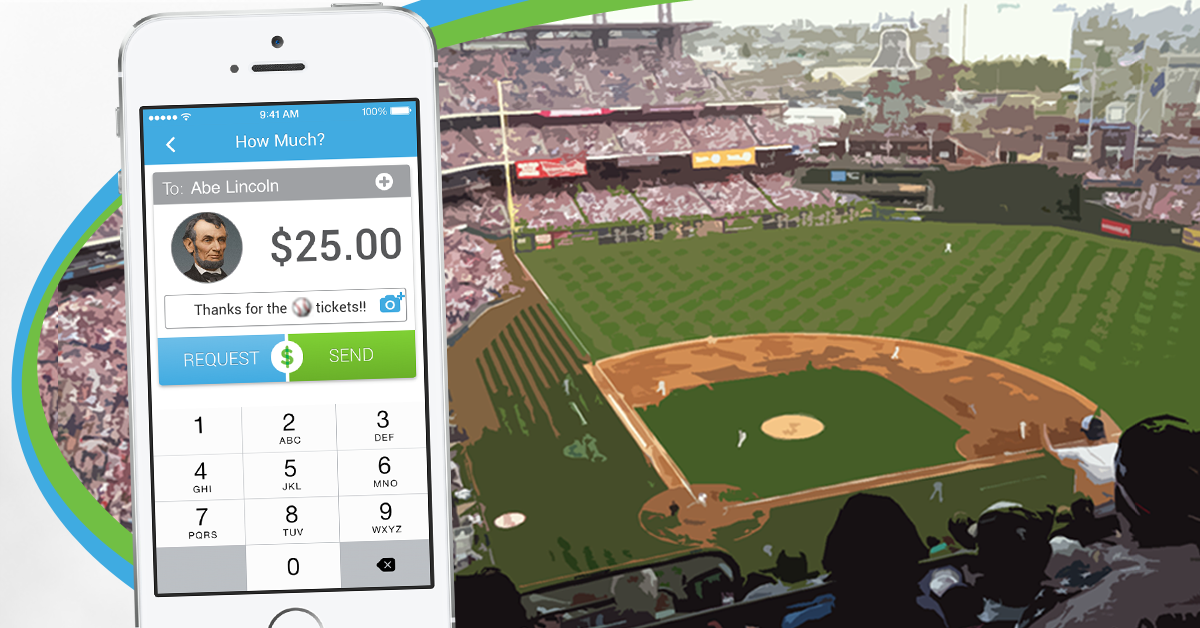 9:41 AM 100%
How Much?
To: Abe Lincoln
$25.00
Thanks for the tickets!!
REQUEST $ SEND
1 2 3
ABC DEF
4 5 6
GHI JKL MNO
7 8 9
PQRS TUV WXYZ
0